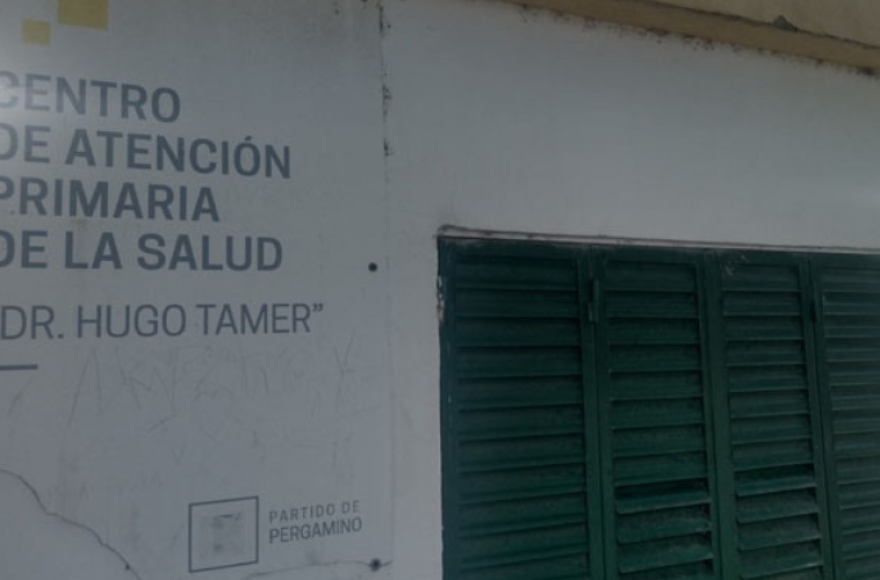 CENTRO
DE ATENCIÓN
PRIMARIA
DE LA SALUD
DR. HUGO TAMER”
PARTIDO DE
PERGAMINO